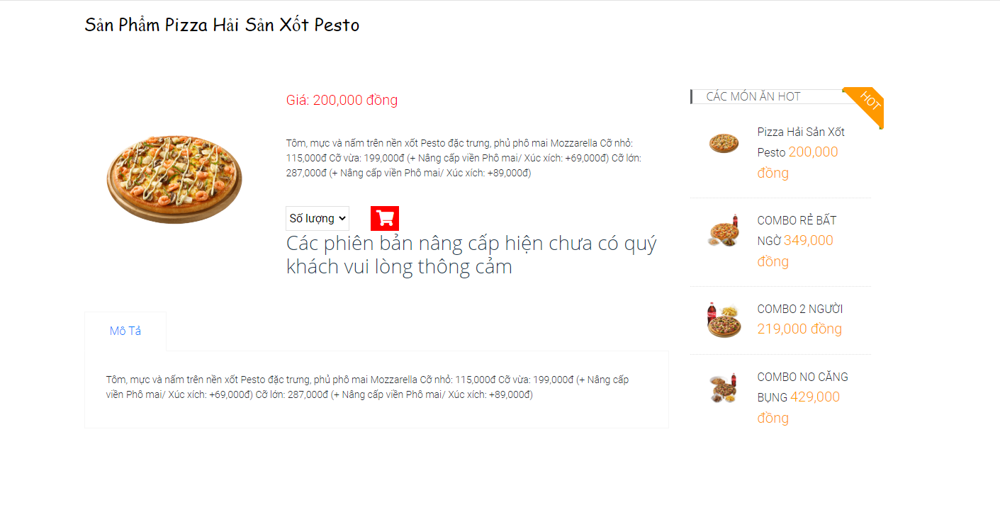 Sản Phẩm Pizza Hải Sản Xốt Pesto
Giá: 200,000 đồng
Tôm, mực và nấm trên nền xốt Pesto đặc trưng, phủ phô mai Mozzarella Cỡ nhỏ:
115,000đ Cỡ vừa: 199,000đ (+ Nâng cấp viền Phô mai/ Xúc xích: +69,000đ) Cỡ lớn:
287,000đ (+ Nâng cấp viền Phô mai/ Xúc xích: +89,000đ)
Số lượng
Các phiên bản nâng cấp hiện chưa có quý
khách vui lòng thông cảm
Mô Tả
Tôm, mực và nấm trên nền xốt Pesto đặc trưng, phủ phô mai Mozzarella Cỡ nhỏ: 115,000đ Cỡ vừa: 199,000đ (+ Nâng cấp
viền Phô mai/ Xúc xích: +69,000đ) Cỡ lớn: 287,000đ (+ Nâng cấp viền Phô mai/ Xúc xích: +89,000đ)
CÁC MÓN ĂN HOT
HOT
Pizza Hải Sản Xốt
Pesto 200,000
đồng
COMBO RẺ BẤT
NGỜ 349,000
đồng
COMBO 2 NGƯỜI
219,000 đồng
COMBO NO CĂNG
BỤNG 429,000
đồng